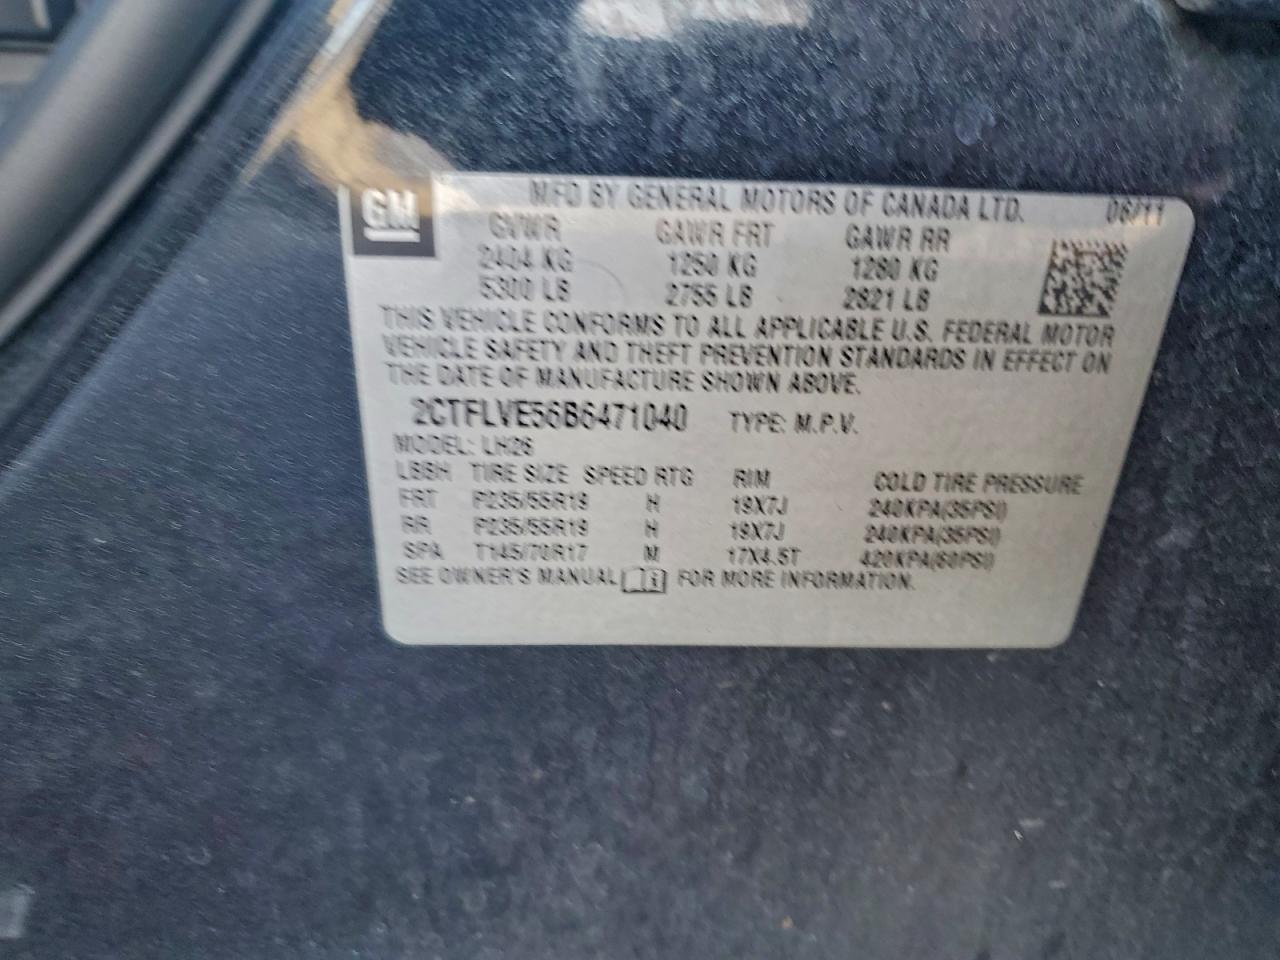 GM
MFD BY GENERAL MOTORS OF CANADA LTD. 06/11
GVWR GAWR FRT GAWR RR
2404 KG 1250 KG 1280 KG
5300 LB 2755 LB 2821 LB
THIS VEHICLE CONFORMS TO ALL APPLICABLE U.S. FEDERAL MOTOR
VEHICLE SAFETY AND THEFT PREVENTION STANDARDS IN EFFECT ON
THE DATE OF MANUFACTURE SHOWN ABOVE.
2CTFLVE56B6471040 TYPE: M.P.V.
MODEL: LH26
LBBH TIRE SIZE SPEED RTG RIM COLD TIRE PRESSURE
FRT P235/55R19 H 19X7J 240KPA(35PSI)
RR P235/55R19 H 19X7J 240KPA(35PSI)
SPA T145/70R17 M 17X4.5T 420KPA(60PSI)
SEE OWNER'S MANUAL FOR MORE INFORMATION.